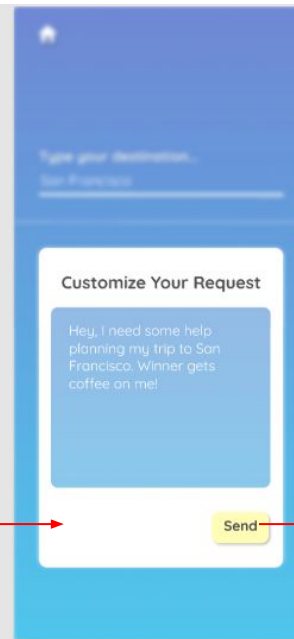 Type your destination...
San Francisco
Customize Your Request
Hey, I need some help
planning my trip to San
Francisco. Winner gets
coffee on me!
Send